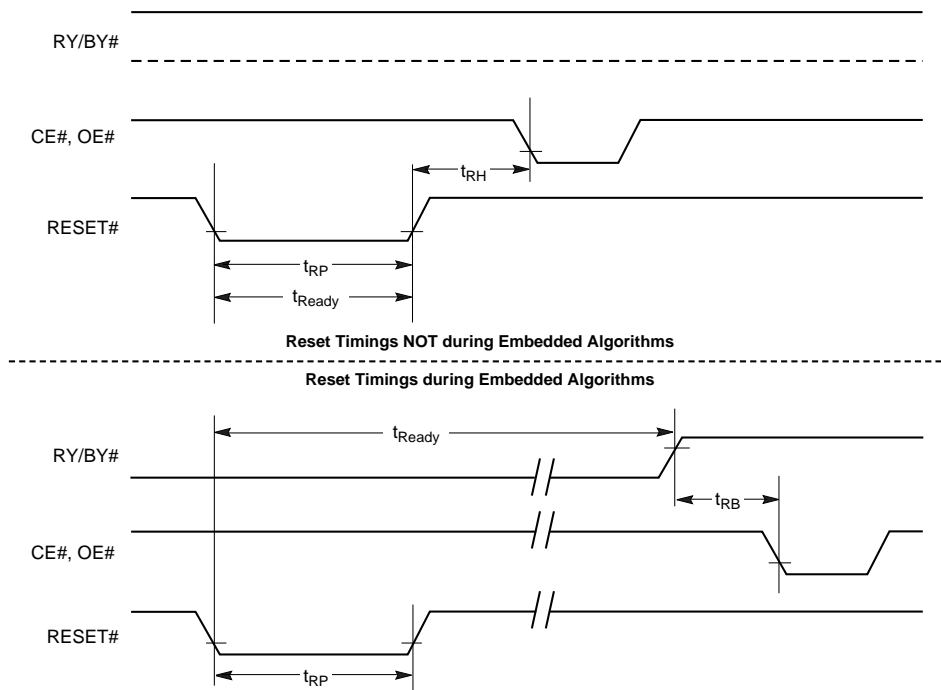 RY/BY#
CE#, OE#
tRH
RESET#
tRP
tReady
Reset Timings NOT during Embedded Algorithms
Reset Timings during Embedded Algorithms
tReady
RY/BY#
tRB
CE#, OE#
RESET#
tRP